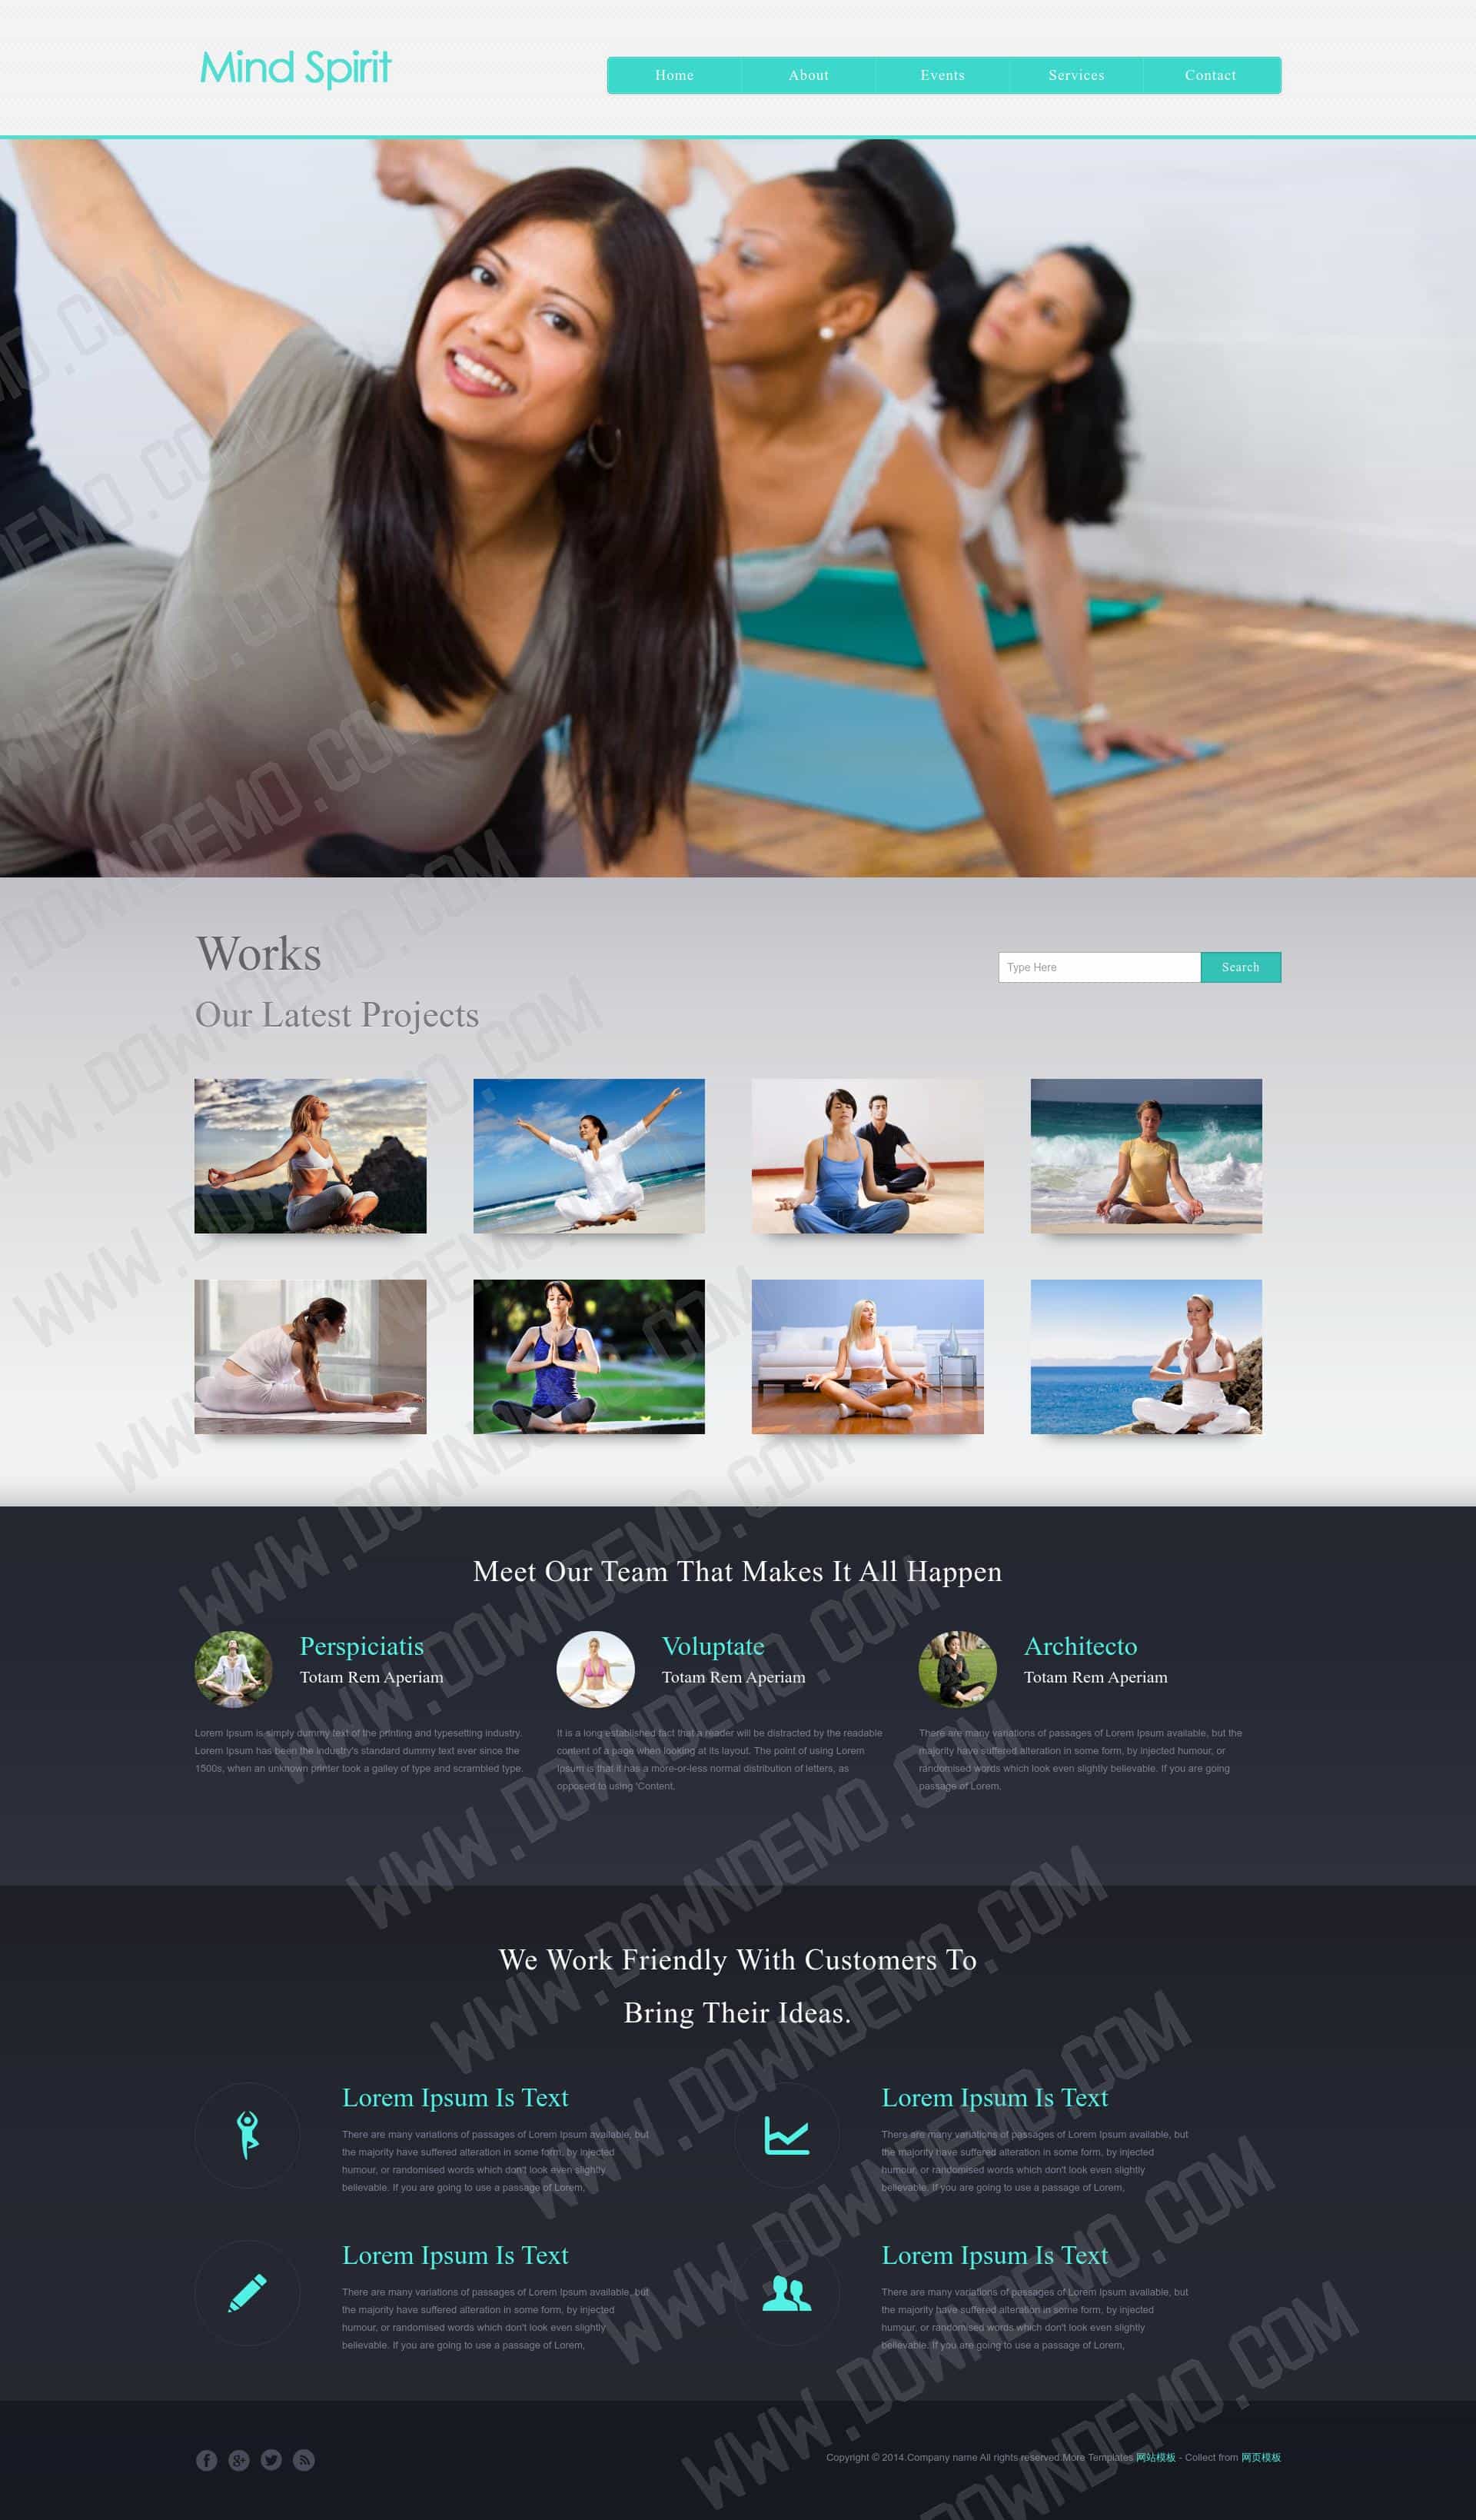 Mind Spirit
Home
About
Events
Services
Contact
Works
Type Here
Search
Our Latest Projects
Meet Our Team That Makes It All Happen
Perspiciatis
Totam Rem Aperiam
Lorem Ipsum is simply dummy text of the printing and typesetting industry.
Lorem Ipsum has been the industry's standard dummy text ever since the
1500s, when an unknown printer took a galley of type and scrambled type.
Voluptate
Totam Rem Aperiam
It is a long established fact that a reader will be distracted by the readable
content of a page when looking at its layout. The point of using Lorem
Ipsum is that it has a more-or-less normal distribution of letters, as
opposed to using 'Content,
Architecto
Totam Rem Aperiam
There are many variations of passages of Lorem Ipsum available, but the
majority have suffered alteration in some form, by injected humour, or
randomised words which look even slightly believable. If you are going
passage of Lorem,
We Work Friendly With Customers To
Bring Their Ideas.
Lorem Ipsum Is Text
There are many variations of passages of Lorem Ipsum available, but
the majority have suffered alteration in some form, by injected
humour, or randomised words which don't look even slightly
believable. If you are going to use a passage of Lorem,
Lorem Ipsum Is Text
There are many variations of passages of Lorem Ipsum available, but
the majority have suffered alteration in some form, by injected
humour, or randomised words which don't look even slightly
believable. If you are going to use a passage of Lorem,
Lorem Ipsum Is Text
There are many variations of passages of Lorem Ipsum available, but
the majority have suffered alteration in some form, by injected
humour, or randomised words which don't look even slightly
believable. If you are going to use a passage of Lorem,
Lorem Ipsum Is Text
There are many variations of passages of Lorem Ipsum available, but
the majority have suffered alteration in some form, by injected
humour, or randomised words which don't look even slightly
believable. If you are going to use a passage of Lorem,
Copyright © 2014.Company name All rights reserved.More Templates 网站模板 - Collect from 网页模板
WWW.DOWNDEMO.COM
WWW.DOWNDEMO.COM
WWW.DOWNDEMO.COM
WWW.DOWNDEMO.COM
WWW.DOWNDEMO.COM
WWW.DOWNDEMO.COM
WWW.DOWNDEMO.COM